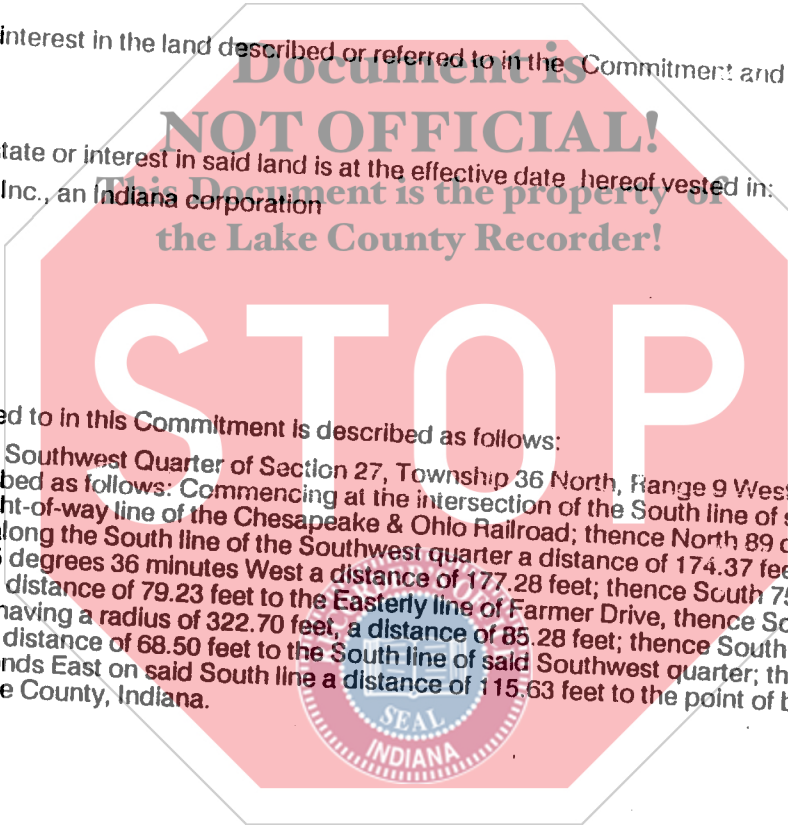 interest in the land described or referred to in the Commitment and
Document is
NOT OFFICIAL!
tate or interest in said land is at the effective date hereof vested in:
This Document is the property of
Inc., an Indiana corporation
the Lake County Recorder!
STOP
ed to in this Commitment is described as follows:
Southwest Quarter of Section 27, Township 36 North, Range 9 West
bed as follows: Commencing at the intersection of the South line of s
ht-of-way line of the Chesapeake & Ohio Railroad; thence North 89 d
long the South line of the Southwest quarter a distance of 174.37 fee
degrees 36 minutes West a distance of 177.28 feet; thence South 75
distance of 79.23 feet to the Easterly line of Farmer Drive, thence So
having a radius of 322.70 feet, a distance of 85.28 feet; thence South
distance of 68.50 feet to the South line of said Southwest quarter; th
nds East on said South line a distance of 115.63 feet to the point of b
e County, Indiana.
SEAL
INDIANA